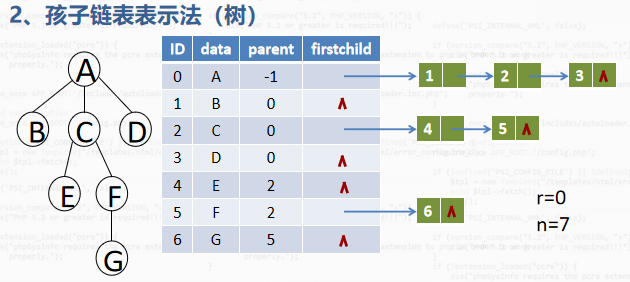 2、孩子链表表示法（树）
A
B C D
E F
G
ID data parent firstchild
0 A -1 1 2 3 ∧
1 B 0 ∧
2 C 0 4 5 ∧
3 D 0 ∧
4 E 2 ∧
5 F 2 6 ∧
6 G 5 ∧
r=0
n=7